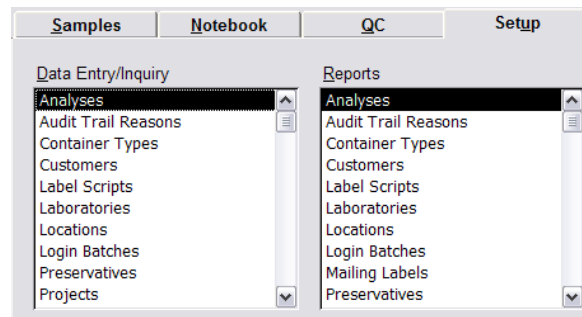 Samples Notebook QC Setup
Data Entry/Inquiry
Analyses
Audit Trail Reasons
Container Types
Customers
Label Scripts
Laboratories
Locations
Login Batches
Preservatives
Projects
Reports
Analyses
Audit Trail Reasons
Container Types
Customers
Label Scripts
Laboratories
Locations
Login Batches
Mailing Labels
Preservatives